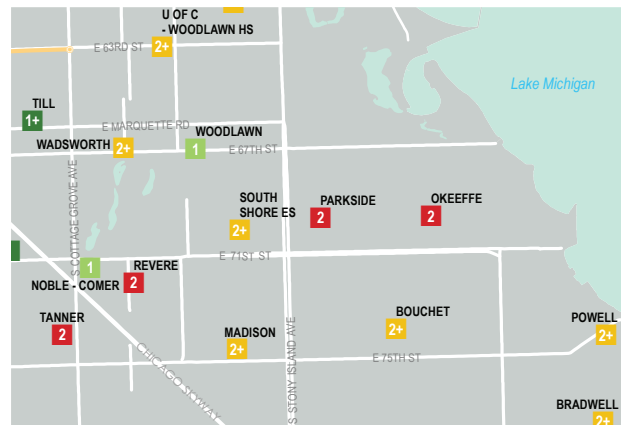 U OF C
- WOODLAWN HS
2+
E 63RD ST
Lake Michigan
TILL
1+
E MARQUETTE RD
WOODLAWN
WADSWORTH
2+
1
E 67TH ST
S COTTAGE GROVE AVE
SOUTH
SHORE ES
2+
PARKSIDE
2
OKEEFFE
2
E 71ST ST
1
NOBLE - COMER
REVERE
2
TANNER
2
CHICAGO SKYWAY
MADISON
2+
S STONY ISLAND AVE
BOUCHET
2+
E 75TH ST
POWELL
2+
BRADWELL
2+